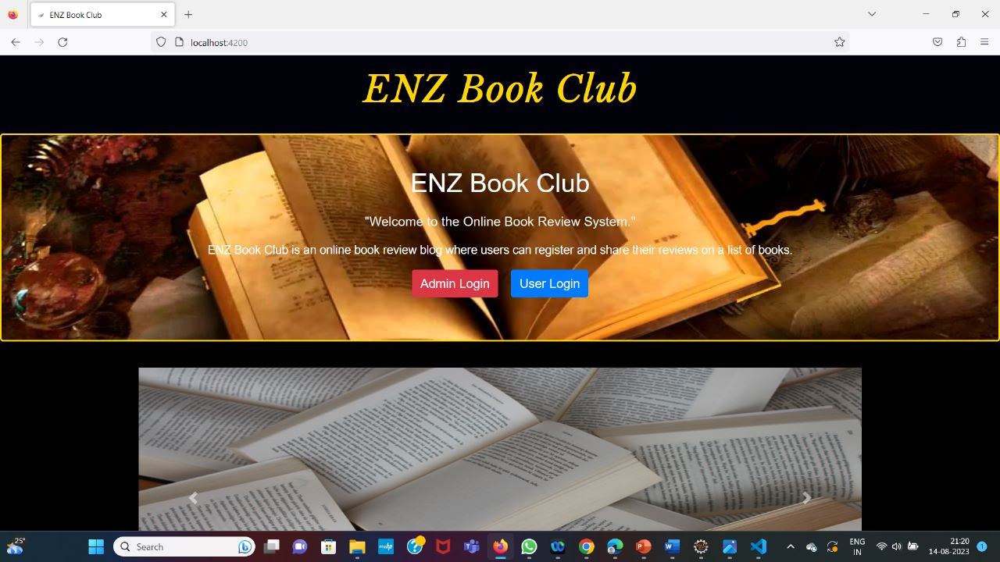 ENZ Book Club
localhost:4200
ENZ Book Club
ENZ Book Club
"Welcome to the Online Book Review System."
ENZ Book Club is an online book review blog where users can register and share their reviews on a list of books.
Admin Login User Login
25°
Search
ENG
IN
21:20
14-08-2023
1